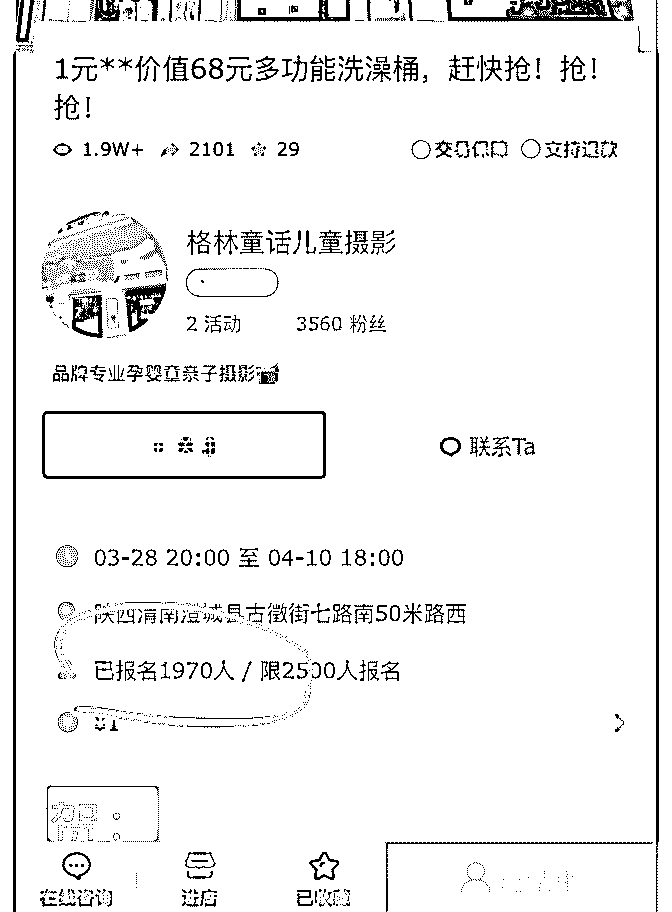 1元**价值68元多功能洗澡桶，赶快抢！抢！
抢！
1.9W+ 2101 29 交易保障 支持退款
格林童话儿童摄影
2 活动 3560 粉丝
品牌专业孕婴童亲子摄影
联系Ta
03-28 20:00 至 04-10 18:00
陕西渭南澄城县古徵街七路南50米路西
已报名1970人 / 限2500人报名
¥1
在线咨询 进店 已收藏